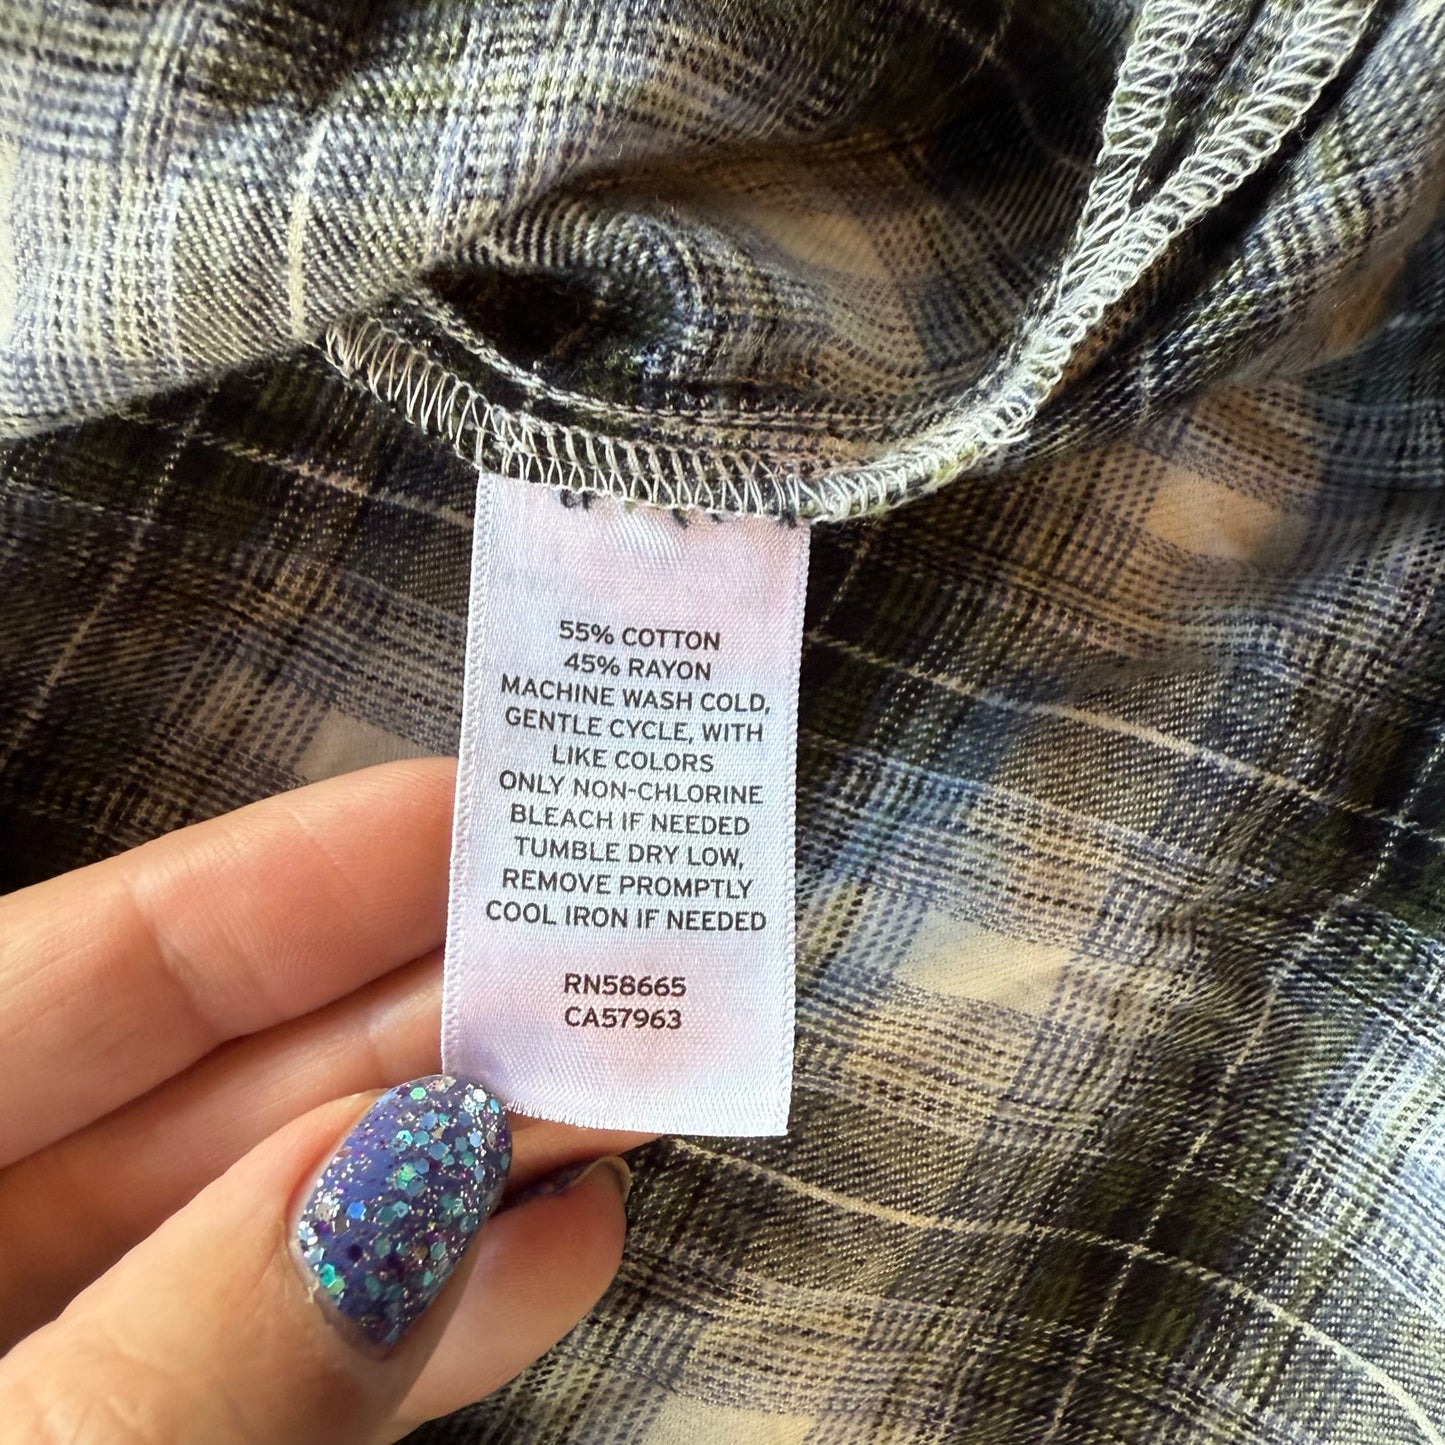 55% COTTON
45% RAYON
MACHINE WASH COLD,
GENTLE CYCLE, WITH
LIKE COLORS
ONLY NON-CHLORINE
BLEACH IF NEEDED
TUMBLE DRY LOW,
REMOVE PROMPTLY
COOL IRON IF NEEDED
RN58665
CA57963